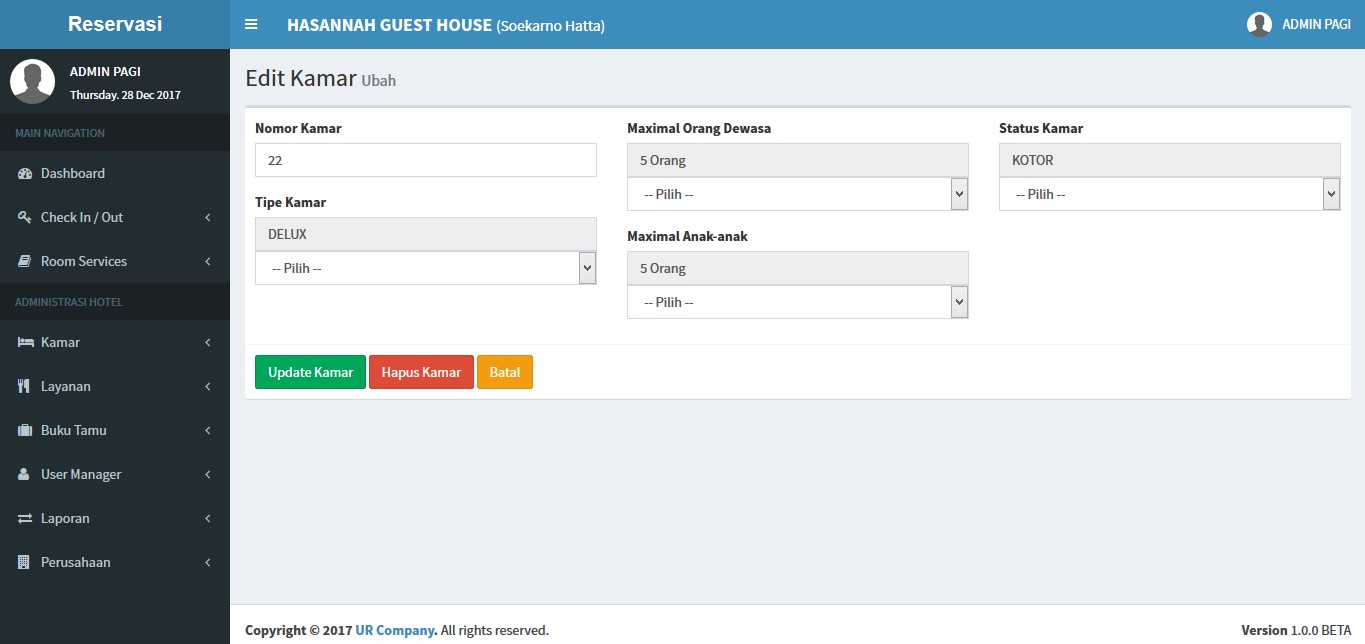 Reservasi
HASANNAH GUEST HOUSE (Soekarno Hatta)
ADMIN PAGI
ADMIN PAGI
Thursday. 28 Dec 2017
MAIN NAVIGATION
Dashboard
Check In / Out
Room Services
ADMINISTRASI HOTEL
Kamar
Layanan
Buku Tamu
User Manager
Laporan
Perusahaan
Edit Kamar Ubah
Nomor Kamar
22
Tipe Kamar
DELUX
-- Pilih --
Maximal Orang Dewasa
5 Orang
-- Pilih --
Maximal Anak-anak
5 Orang
-- Pilih --
Status Kamar
KOTOR
-- Pilih --
Update Kamar
Hapus Kamar
Batal
Copyright © 2017 UR Company. All rights reserved.
Version 1.0.0 BETA